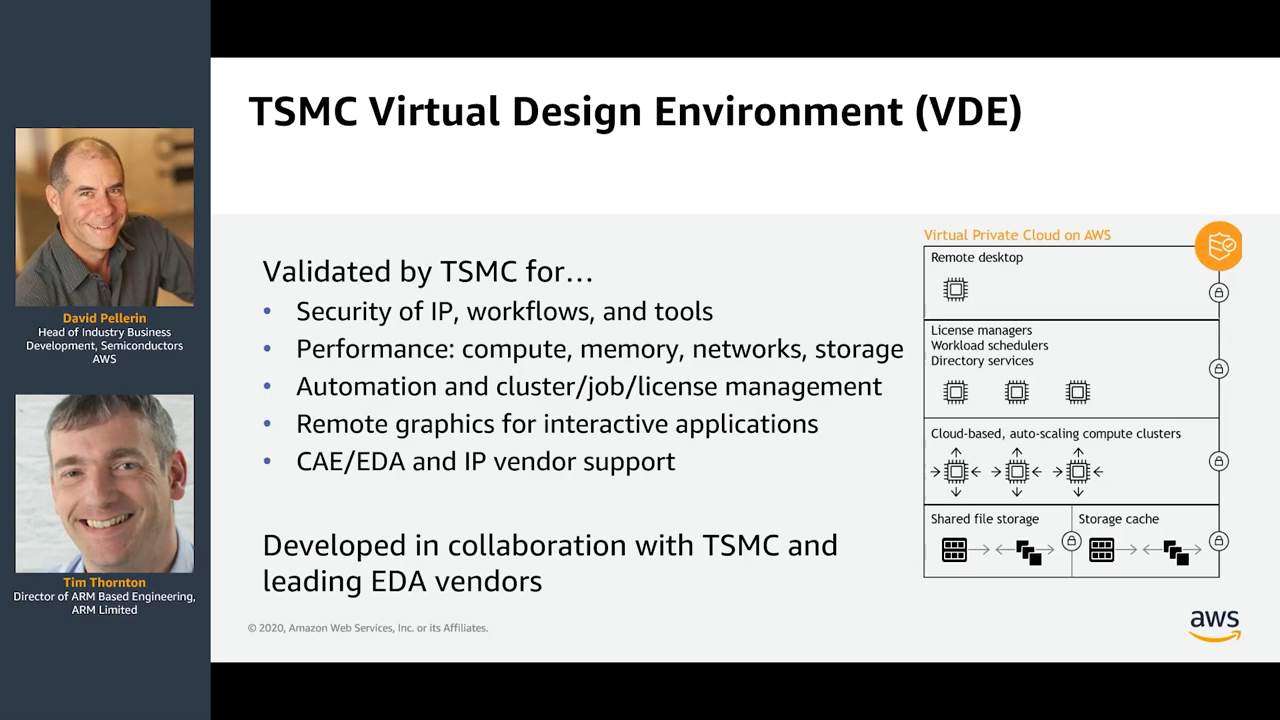 TSMC Virtual Design Environment (VDE)
David Pellerin
Head of Industry Business
Development, Semiconductors
AWS
Tim Thornton
Director of ARM Based Engineering,
ARM Limited
Validated by TSMC for…
• Security of IP, workflows, and tools
• Performance: compute, memory, networks, storage
• Automation and cluster/job/license management
• Remote graphics for interactive applications
• CAE/EDA and IP vendor support
Developed in collaboration with TSMC and
leading EDA vendors
Virtual Private Cloud on AWS
Remote desktop
License managers
Workload schedulers
Directory services
Cloud-based, auto-scaling compute clusters
Shared file storage
Storage cache
© 2020, Amazon Web Services, Inc. or its Affiliates.
aws